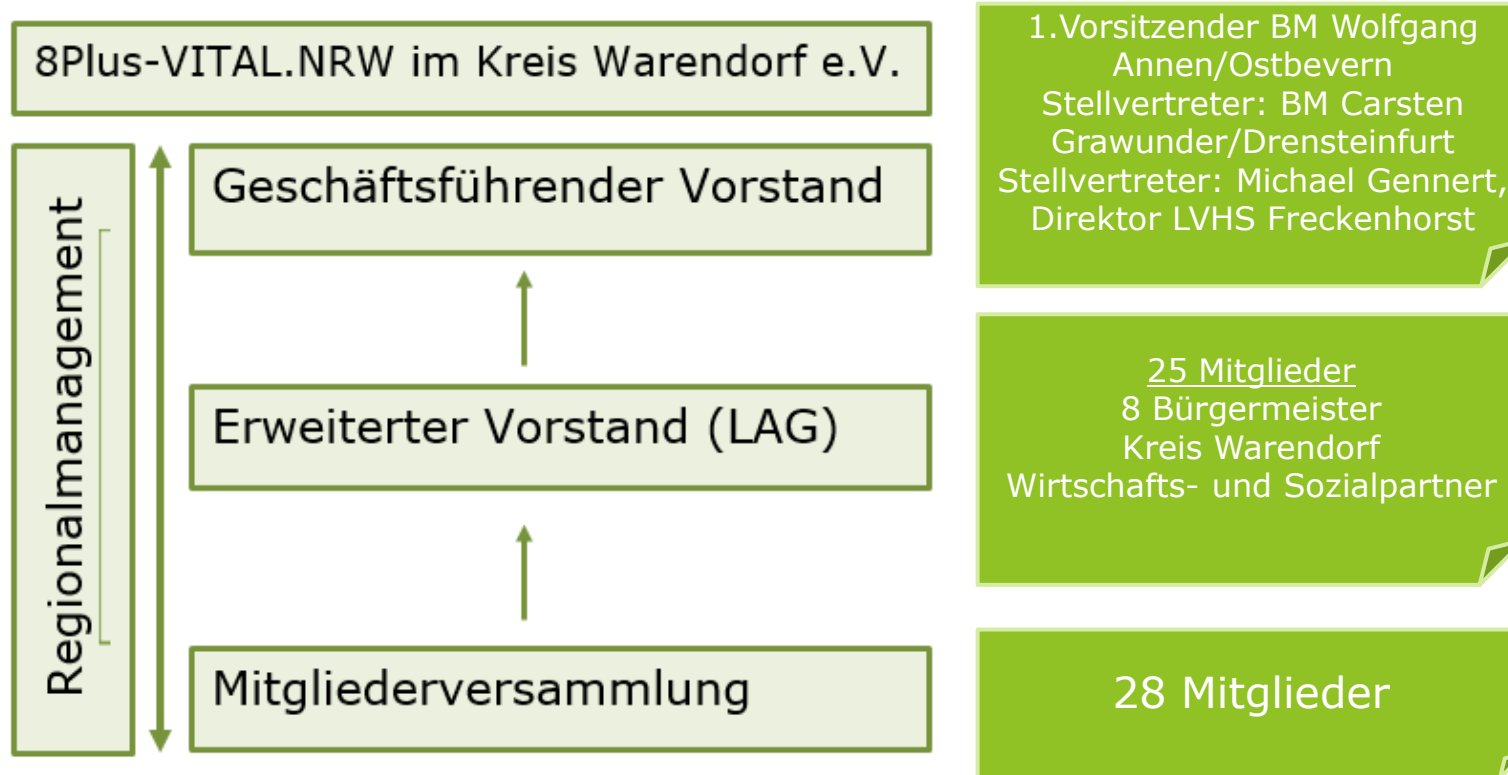 8Plus-VITAL.NRW im Kreis Warendorf e.V.
Regionalmanagement
Geschäftsführender Vorstand
Erweiterter Vorstand (LAG)
Mitgliederversammlung
1.Vorsitzender BM Wolfgang
Annen/Ostbevern
Stellvertreter: BM Carsten
Grawunder/Drensteinfurt
Stellvertreter: Michael Gennert,
Direktor LVHS Freckenhorst
25 Mitglieder
8 Bürgermeister
Kreis Warendorf
Wirtschafts- und Sozialpartner
28 Mitglieder